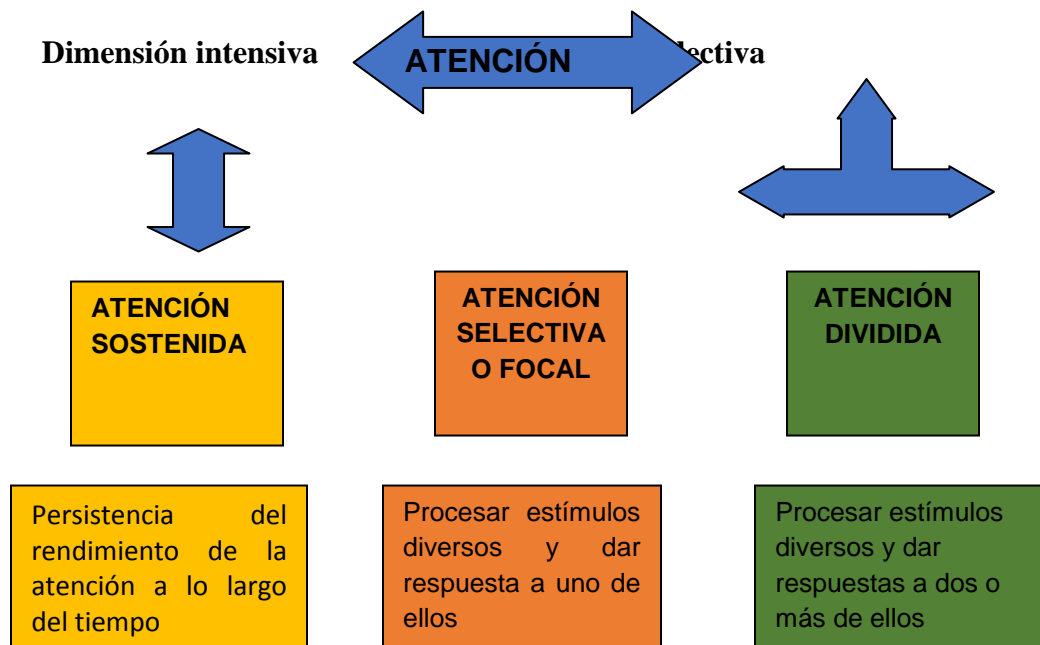 Dimensión intensiva
ATENCIÓN
lectiva
ATENCIÓN
SOSTENIDA
ATENCIÓN
SELECTIVA
O FOCAL
ATENCIÓN
DIVIDIDA
Persistencia del
rendimiento de la
atención a lo largo
del tiempo
Procesar estímulos
diversos y dar
respuesta a uno de
ellos
Procesar estímulos
diversos y dar
respuestas a dos o
más de ellos